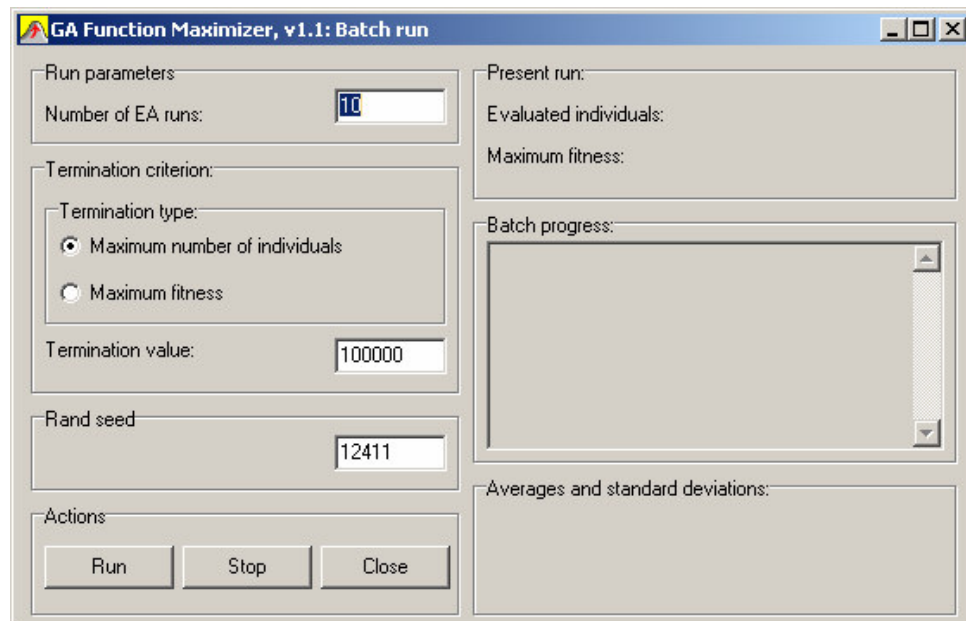 GA Function Maximizer, v1.1: Batch run
Run parameters
Number of EA runs:
10
Termination criterion:
Termination type:
Maximum number of individuals
Maximum fitness
Termination value:
100000
Rand seed
12411
Actions
Run
Stop
Close
Present run:
Evaluated individuals:
Maximum fitness:
Batch progress:
Averages and standard deviations: